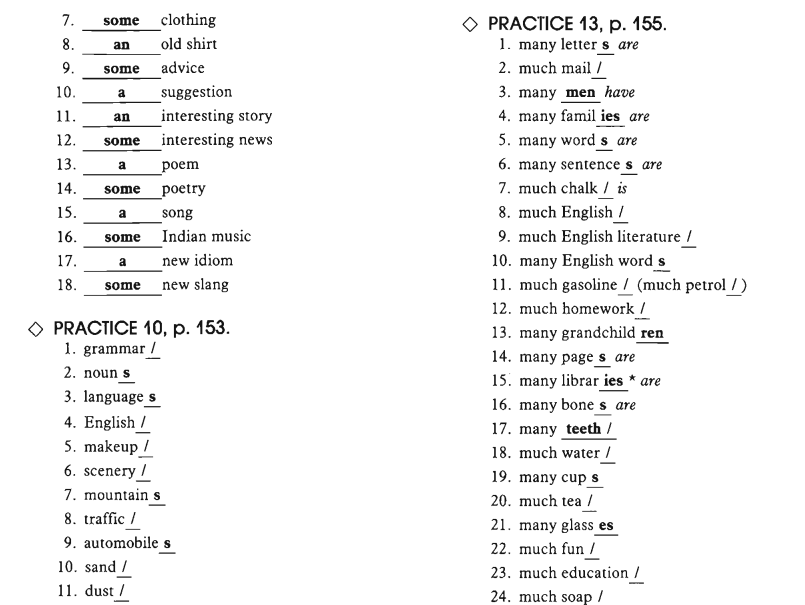 7. some clothing
8. an old shirt
9. some advice
10. a suggestion
11. an interesting story
12. some interesting news
13. a poem
14. some poetry
15. a song
16. some Indian music
17. a new idiom
18. some new slang
◇ PRACTICE 10, p. 153.
1. grammar /
2. noun s
3. language s
4. English /
5. makeup /
6. scenery /
7. mountain s
8. traffic /
9. automobile s
10. sand /
11. dust /
◇ PRACTICE 13, p. 155.
1. many letter s are
2. much mail /
3. many men have
4. many famil ies are
5. many word s are
6. many sentence s are
7. much chalk / is
8. much English /
9. much English literature /
10. many English word s
11. much gasoline / (much petrol / )
12. much homework /
13. many grandchild ren
14. many page s are
15. many librar ies * are
16. many bone s are
17. many teeth /
18. much water /
19. many cup s
20. much tea /
21. many glass es
22. much fun /
23. much education /
24. much soap /